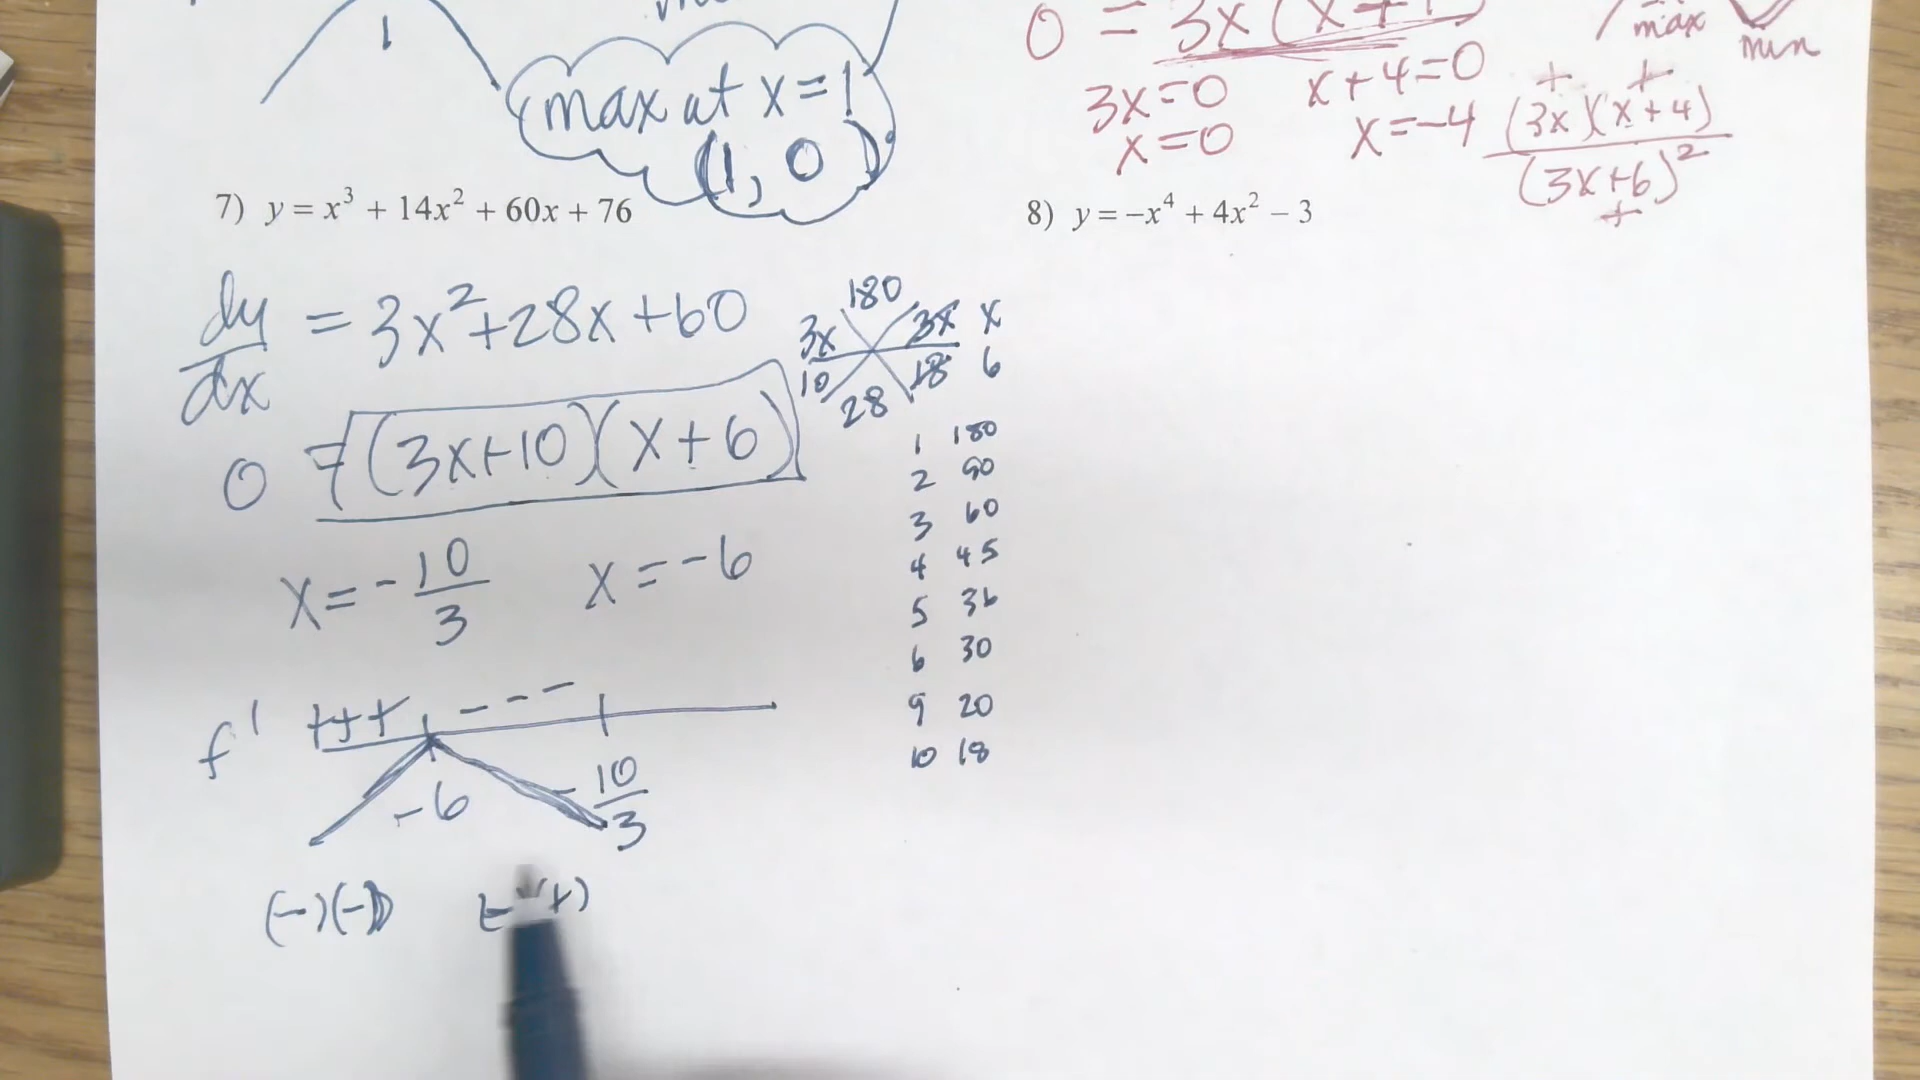 1
max at x=1
(1, 0)
0 = 3x(x+
3x=0 x+4=0
x=0 x=-4
max
min
+ +
(3x)(x+4)
(3x+6)²
+
7) y = x³ + 14x² + 60x + 76
dy/dx = 3x²+28x+60
0 = (3x+10)(x+6)
x = -10/3 x = -6
f' +++ - - -
-6 -10/3
(-)(-) (+)
180
3x 3x x
10 18 6
28
1 180
2 90
3 60
4 45
5 36
6 30
9 20
10 18
8) y = −x⁴ + 4x² − 3